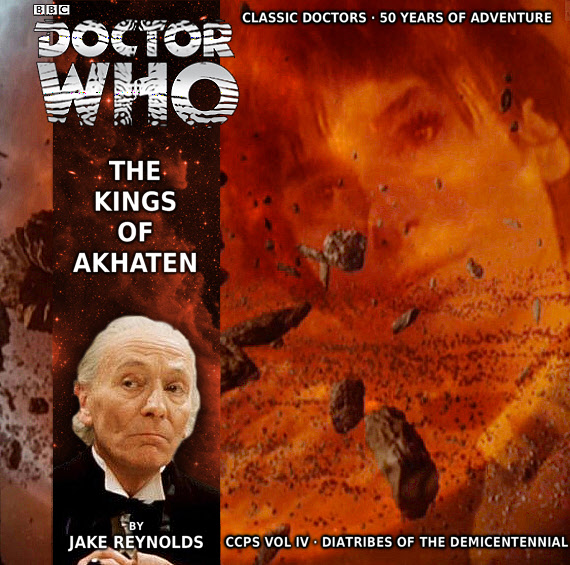 BBC
DOCTOR
WHO
CLASSIC DOCTORS · 50 YEARS OF ADVENTURE
THE
KINGS
OF
AKHATEN
BY
JAKE REYNOLDS
CCPS VOL IV · DIATRIBES OF THE DEMICENTENNIAL